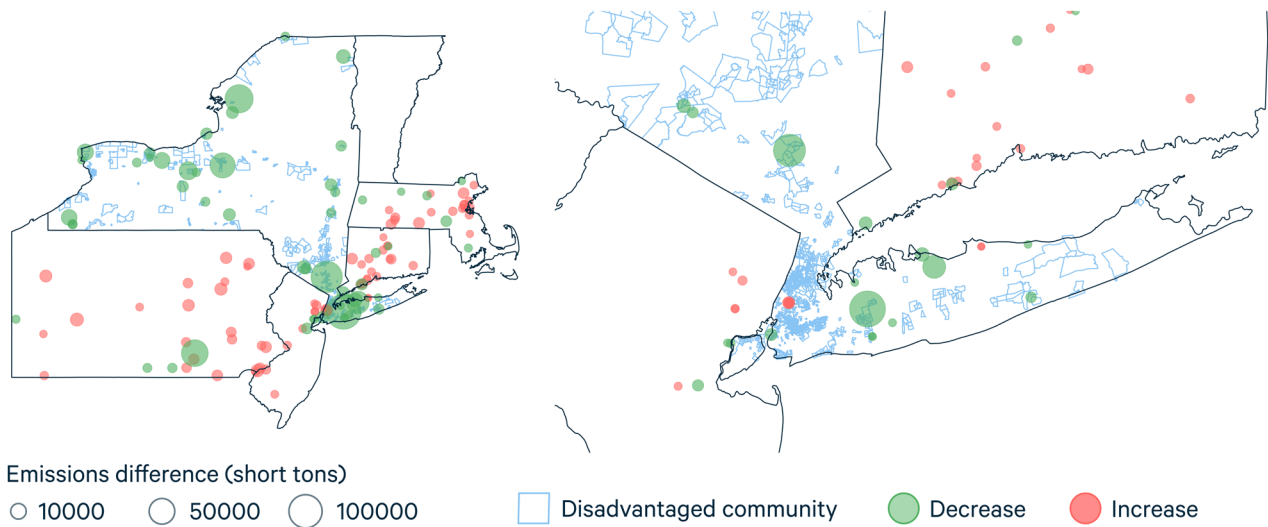 Emissions difference (short tons)
10000 50000 100000 Disadvantaged community Decrease Increase